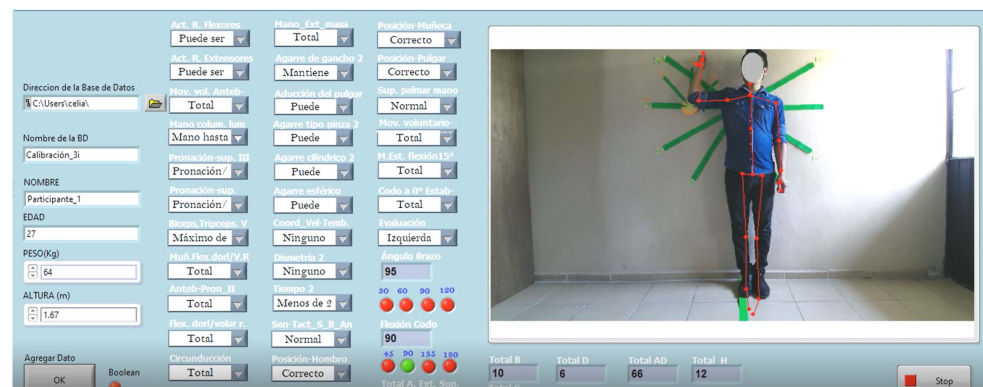 Direccion de la Base de Datos
C:\Users\celia\
Nombre de la BD
Calibración_3i
NOMBRE
Participante_1
EDAD
27
PESO(Kg)
64
ALTURA (m)
1.67
Agregar Dato
OK
Boolean
Act. R. Flexores
Puede ser
Act. R. Extensores
Puede ser
Mov. vol. Anteb-
Total
Mano colum. lum
Mano hasta
Pronación-sup. III
Pronación/
Pronación-sup.
Pronación/
Biceps,Tripceps. V
Máximo de
Muñ.Flex.dorl/V.R
Total
Anteb-Pron_II
Total
Flex. dorl/volar r.
Total
Circunducción
Total
Mano_Ext_masa
Total
Agarre de gancho 2
Mantiene
Aducción del pulgar
Puede
Agarre tipo pinza_2
Puede
Agarre cilindrico 2
Puede
Agarre esférico
Puede
Coord_Vel-Temb.
Ninguno
Dismetria 2
Ninguno
Tiempo 2
Menos de 2
Sen-Tact_S_B_An
Normal
Posición-Hombro
Correcto
Posición-Muñeca
Correcto
Posición-Pulgar
Correcto
Sup. palmar mano
Normal
Mov. voluntario-
Total
M.Est. flexión15°
Total
Codo a 0° Estab-
Total
Evaluación
Izquierda
Ángulo Brazo
95
60 90 120
Flexión Codo
90
45 90 135 180
Total A. Ext. Sup.
Total B
10
Total D
6
Total AD
66
Total H
12
Stop